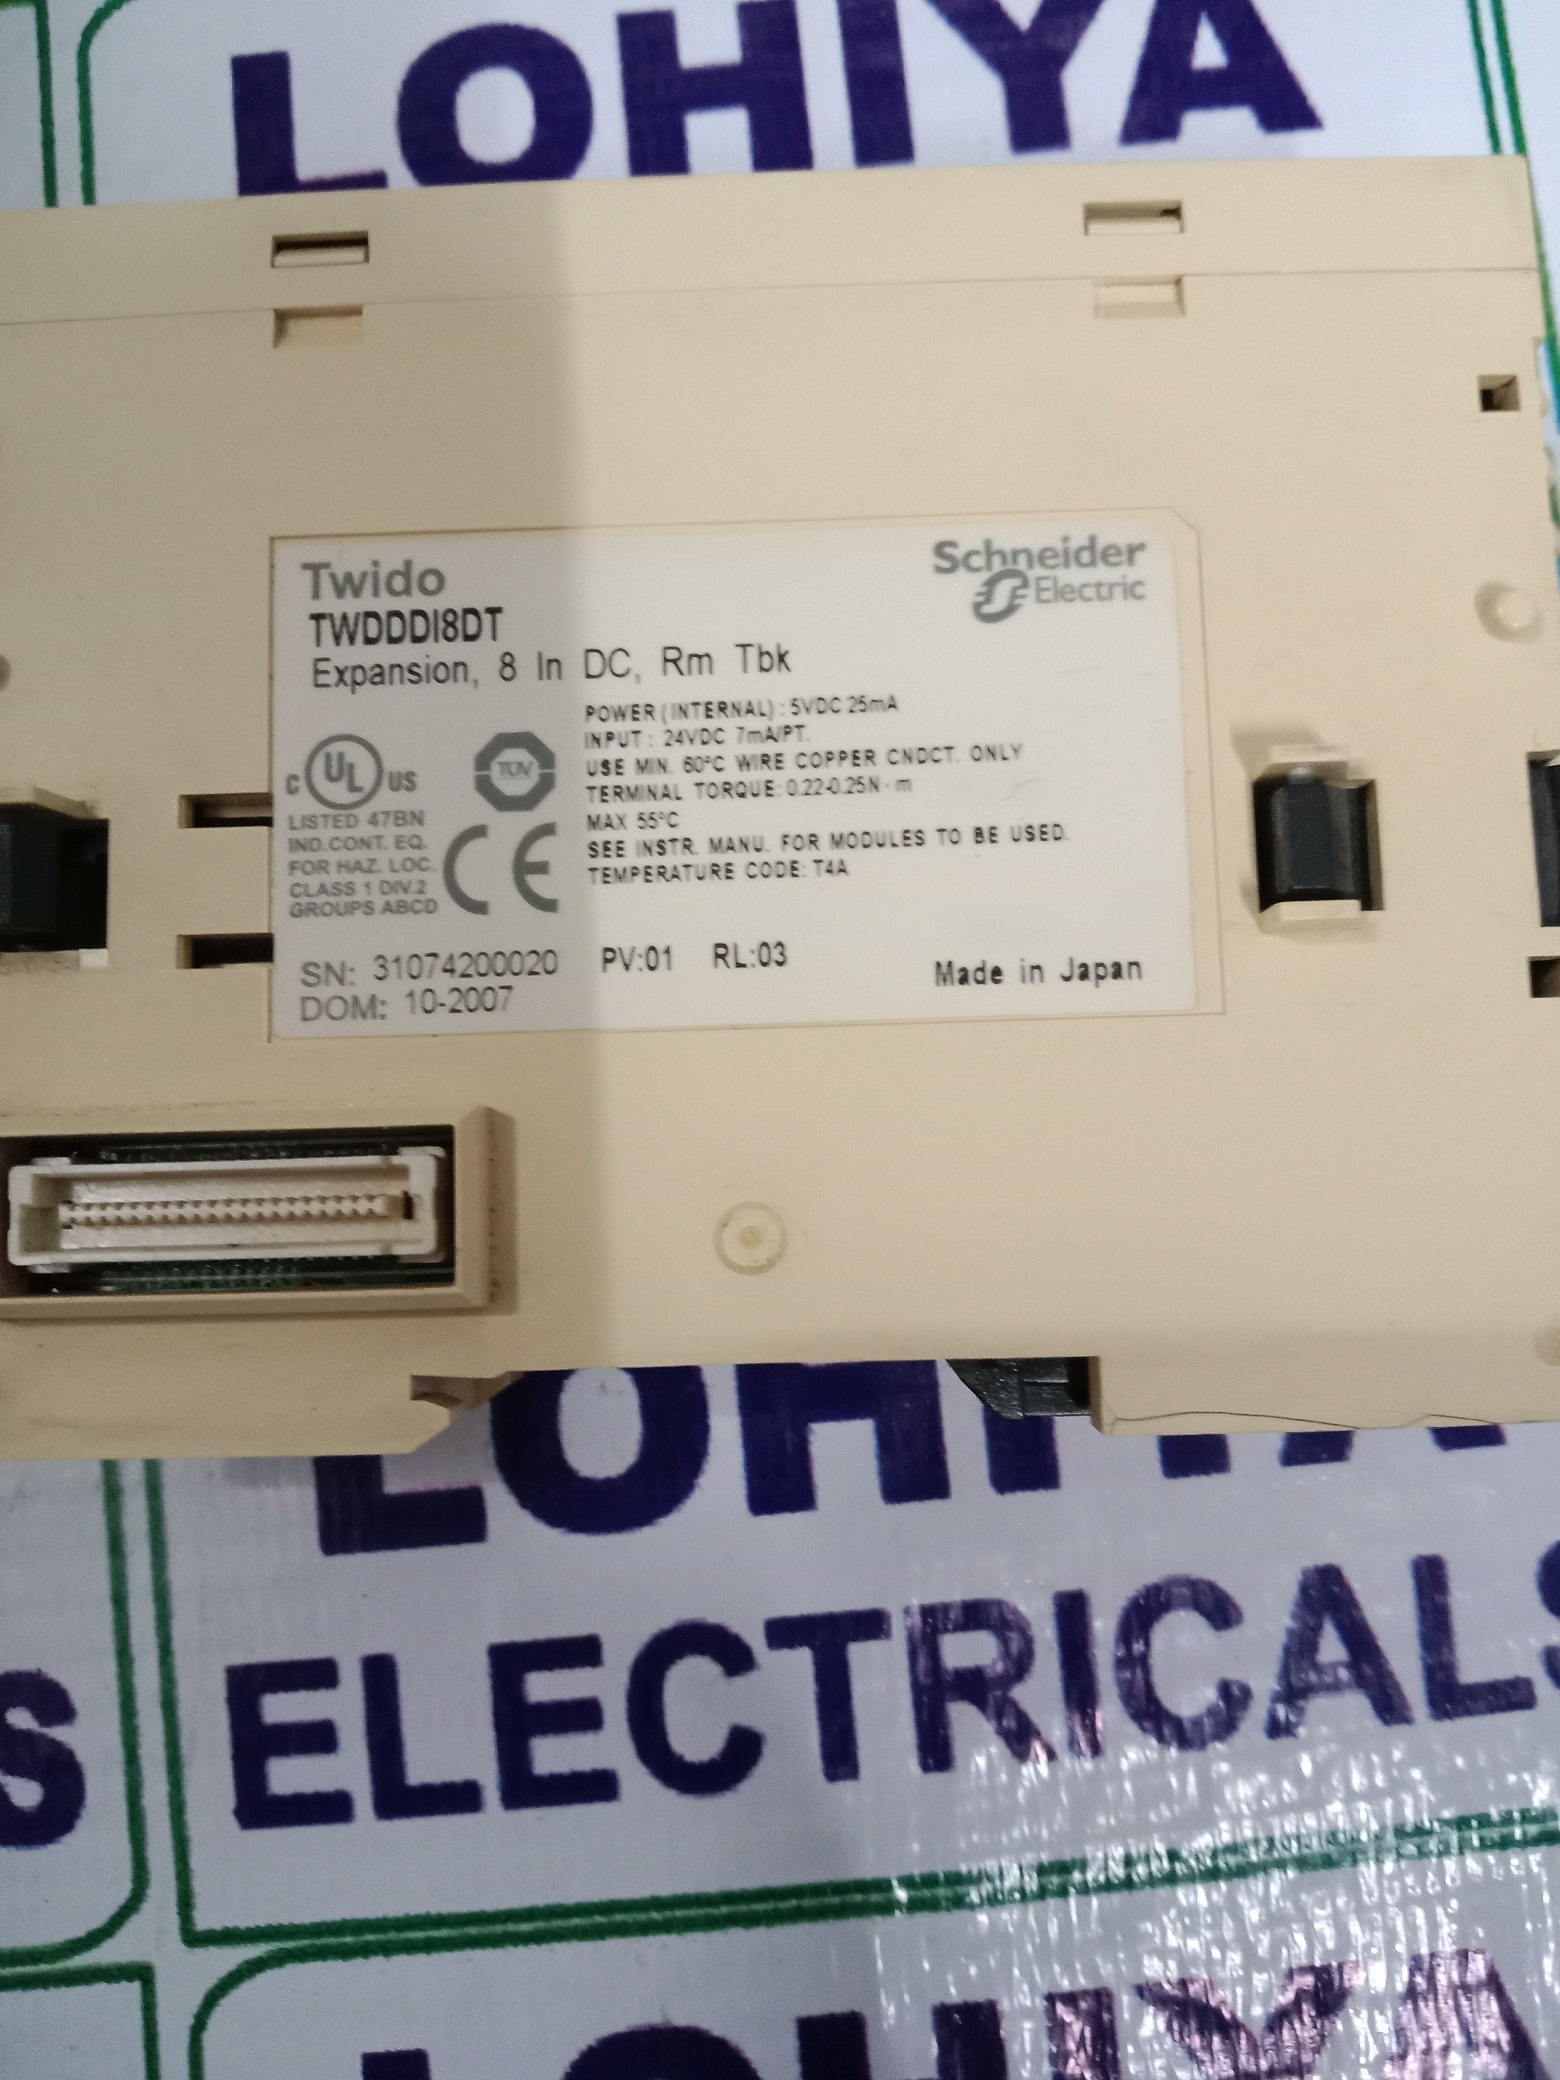 LOHIYA
Twido
Schneider
Electric
TWDDDI8DT
Expansion, 8 In DC, Rm Tbk
POWER (INTERNAL) : 5VDC 25mA
INPUT : 24VDC 7mA/PT.
USE MIN. 60°C WIRE COPPER CNDCT. ONLY
TERMINAL TORQUE: 0.22-0.25N·m
MAX 55°C
SEE INSTR. MANU. FOR MODULES TO BE USED.
TEMPERATURE CODE: T4A
C UL US
TUV
LISTED 47BN
IND.CONT. EQ.
FOR HAZ. LOC.
CLASS 1 DIV.2
GROUPS ABCD
CE
SN: 31074200020 PV:01 RL:03
DOM: 10-2007
Made in Japan
LOHIYA
S ELECTRICALS
LOHIYA